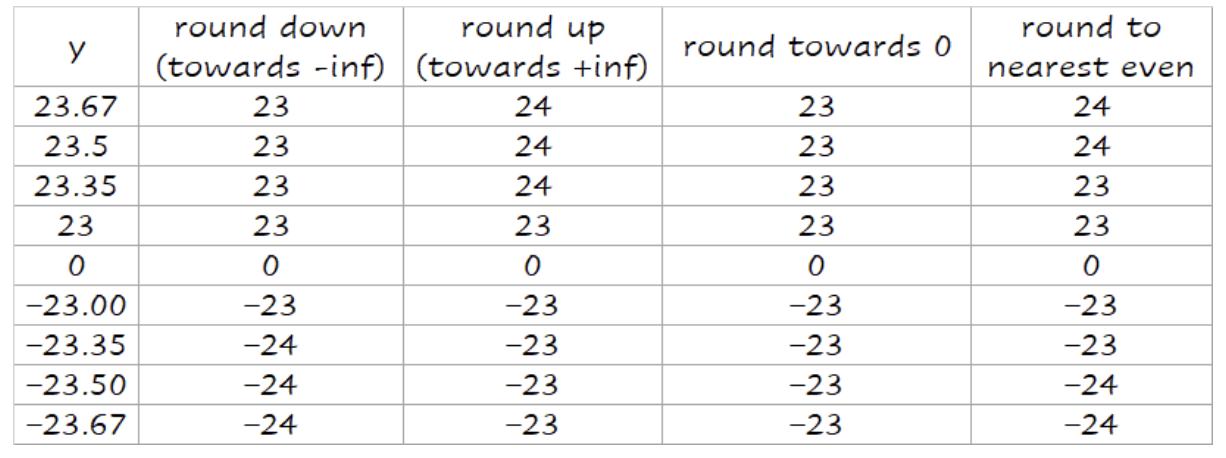 y round down (towards -inf) round up (towards +inf) round towards 0 round to nearest even
23.67 23 24 23 24
23.5 23 24 23 24
23.35 23 24 23 23
23 23 23 23 23
0 0 0 0 0
−23.00 −23 −23 −23 −23
−23.35 −24 −23 −23 −23
−23.50 −24 −23 −23 −24
−23.67 −24 −23 −23 −24